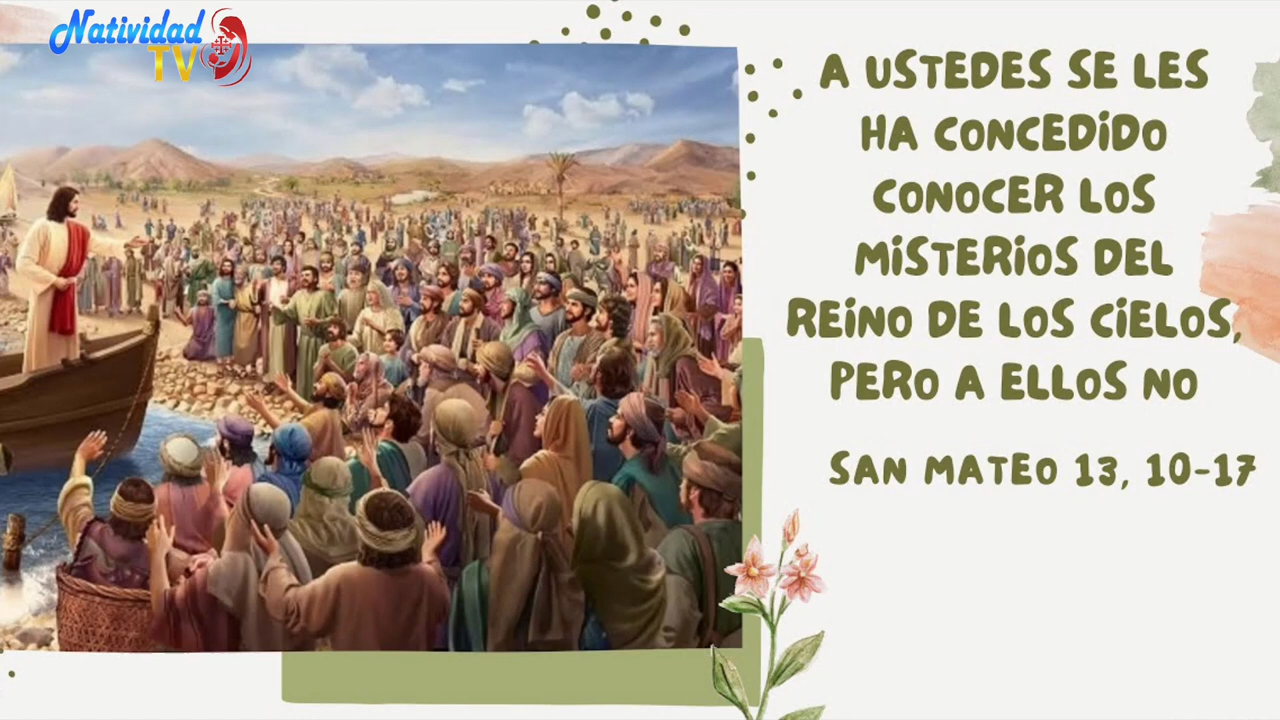 Natividad
TV
A USTEDES SE LES
HA CONCEDIDO
CONOCER LOS
MISTERIOS DEL
REINO DE LOS CIELOS,
PERO A ELLOS NO
SAN MATEO 13, 10-17